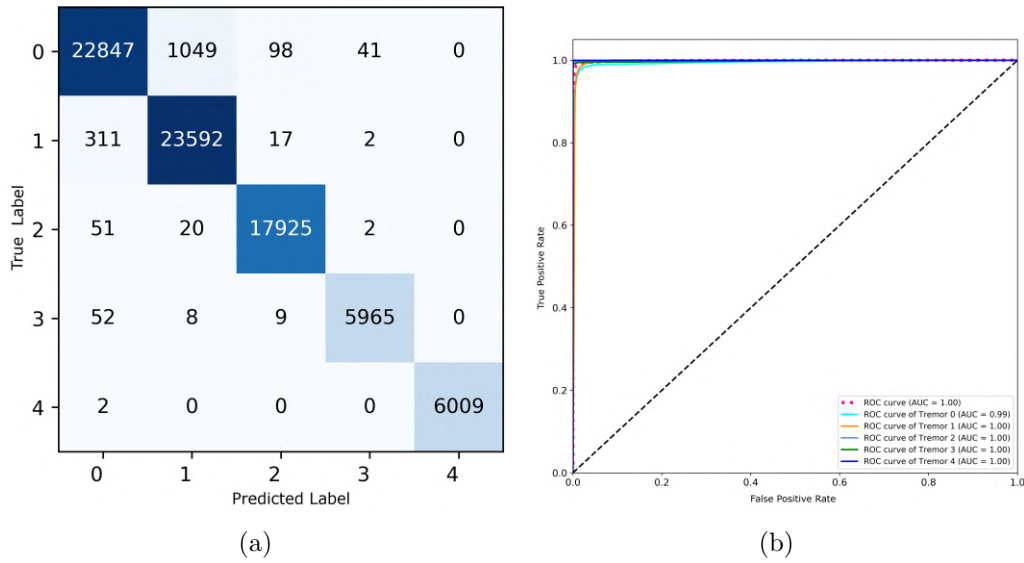 0 22847 1049 98 41 0
1 311 23592 17 2 0
2 51 20 17925 2 0
3 52 8 9 5965 0
4 2 0 0 0 6009
True Label
0 1 2 3 4
Predicted Label
(a)
1.0
0.8
0.6
0.4
0.2
0.0
True Positive Rate
ROC curve (AUC = 1.00)
ROC curve of Tremor 0 (AUC = 0.99)
ROC curve of Tremor 1 (AUC = 1.00)
ROC curve of Tremor 2 (AUC = 1.00)
ROC curve of Tremor 3 (AUC = 1.00)
ROC curve of Tremor 4 (AUC = 1.00)
0.0 0.2 0.4 0.6 0.8 1.0
False Positive Rate
(b)